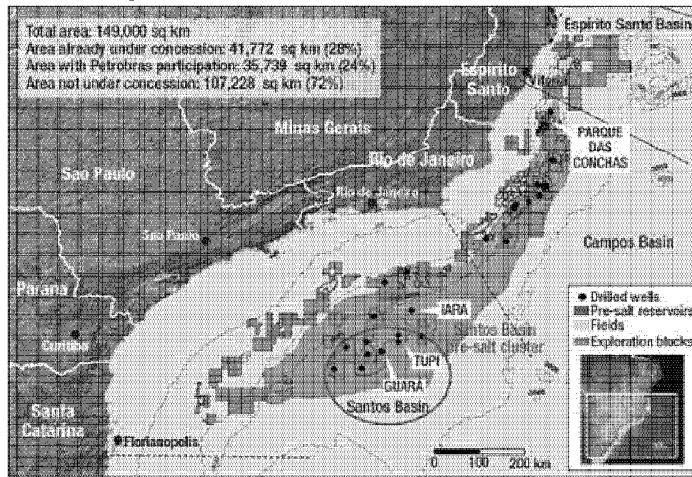 Total area: 149,000 sq km
Area already under concession: 41,772 sq km (28%)
Area with Petrobras participation: 35,739 sq km (24%)
Area not under concession: 107,228 sq km (72%)
Espirito Santo Basin
Espirito
Santo
Vitoria
Minas Gerais
PARQUE
DAS
CONCHAS
Rio de Janeiro
Sao Paulo
Rio de Janeiro
Sao Paulo
Campos Basin
Parana
Drilled wells
Pre-salt reservoirs
Fields
Exploration blocks
IARA
Santos Basin
pre-salt cluster
Curitiba
TUPI
GUARA
Santos Basin
Santa
Catarina
Florianopolis
0 100 200 km